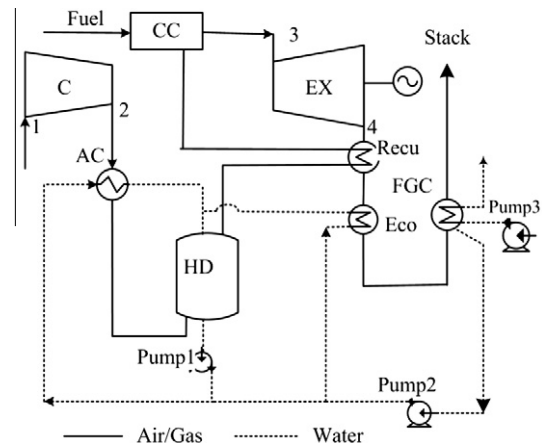 Fuel
CC
3
Stack
C
EX
2
1
4
AC
Recu
FGC
Pump3
Eco
HD
Pump1
Pump2
Air/Gas
Water